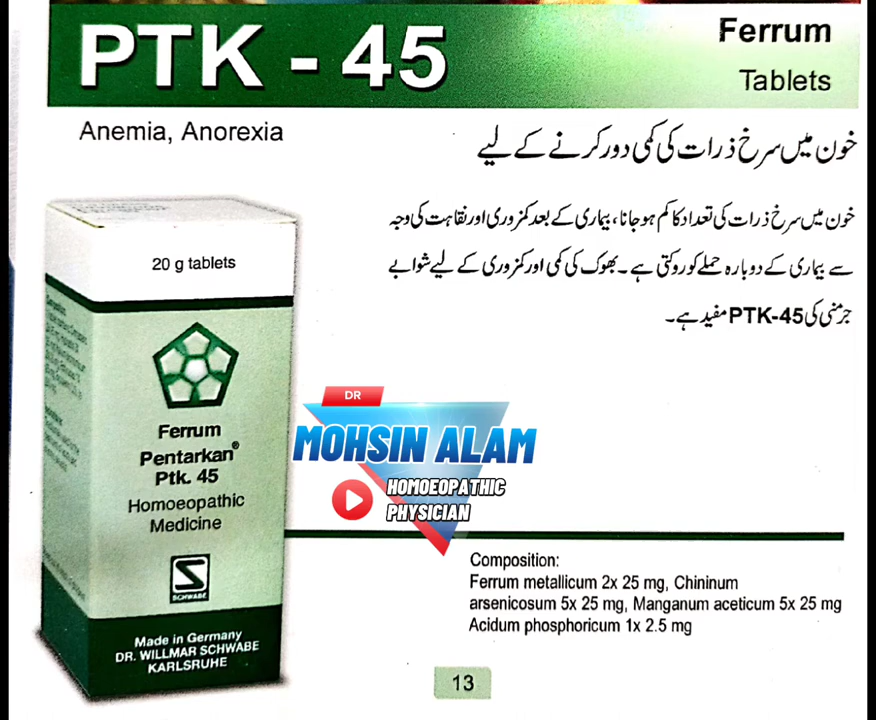 PTK - 45
Ferrum
Tablets
Anemia, Anorexia
خون میں سرخ ذرات کی کمی دور کرنے کے لیے
خون میں سرخ ذرات کی تعداد کا کم ہو جانا، بیماری کے بعد کمزوری اور نقاہت کی وجہ
سے بیماری کے دوبارہ حملے کو روکتی ہے۔ بھوک کی کمی اور کمزوری کے لیے شوابے
جرمنی کی PTK-45 مفید ہے۔
20 g tablets
Ferrum
Pentarkan®
Ptk. 45
Homoeopathic
Medicine
SCHWABE
Made in Germany
DR. WILLMAR SCHWABE
KARLSRUHE
DR
MOHSIN ALAM
HOMOEOPATHIC
PHYSICIAN
Composition:
Ferrum metallicum 2x 25 mg, Chininum
arsenicosum 5x 25 mg, Manganum aceticum 5x 25 mg
Acidum phosphoricum 1x 2.5 mg
13